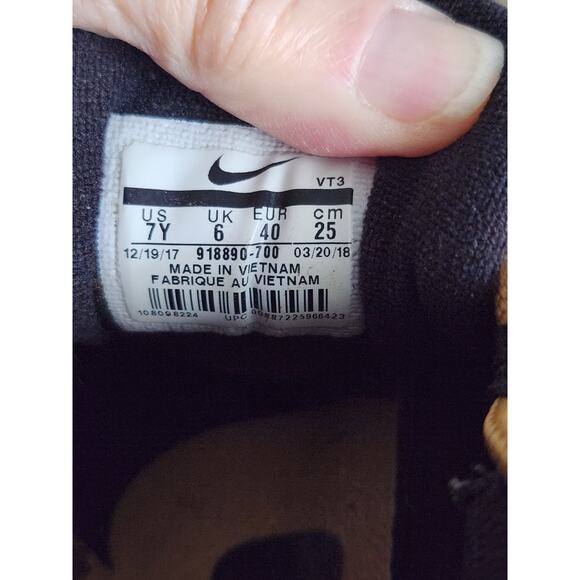 VT3
US UK EUR cm
7Y 6 40 25
12/19/17 918890-700 03/20/18
MADE IN VIETNAM
FABRIQUE AU VIETNAM
108098224 UPC 00887225968423